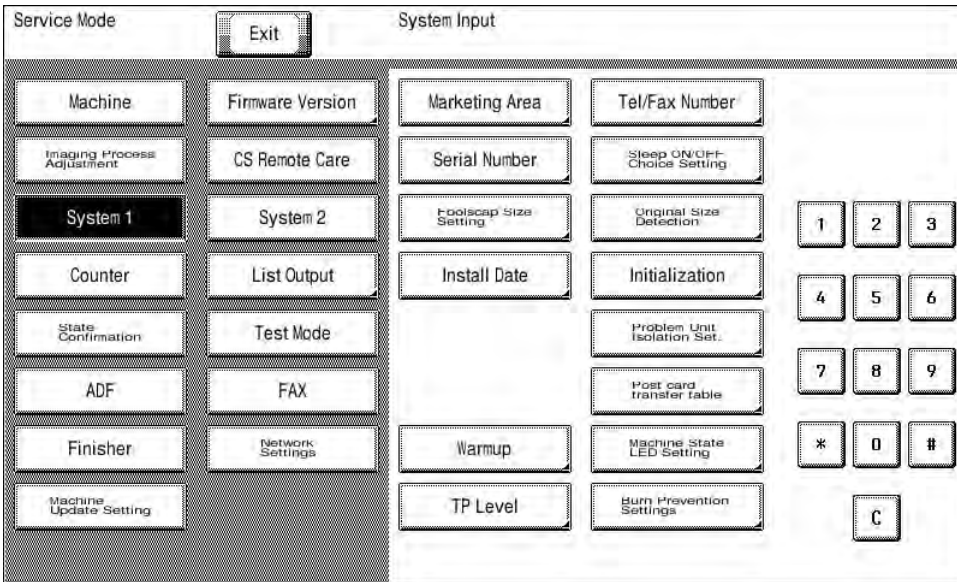 Service Mode
Exit
System Input
Machine
Firmware Version
Marketing Area
Tel/Fax Number
Imaging Process
Adjustment
CS Remote Care
Serial Number
Sleep ON/OFF
Choice Setting
System 1
System 2
Foolscap Size
Setting
Original Size
Detection
1 2 3
Counter
List Output
Install Date
Initialization
4 5 6
State
Confirmation
Test Mode
Problem Unit
Isolation Set.
7 8 9
ADF
FAX
Post card
transfer table
Finisher
Network
Settings
Warmup
Machine State
LED Setting
* 0 #
Machine
Update Setting
TP Level
Burn Prevention
Settings
C